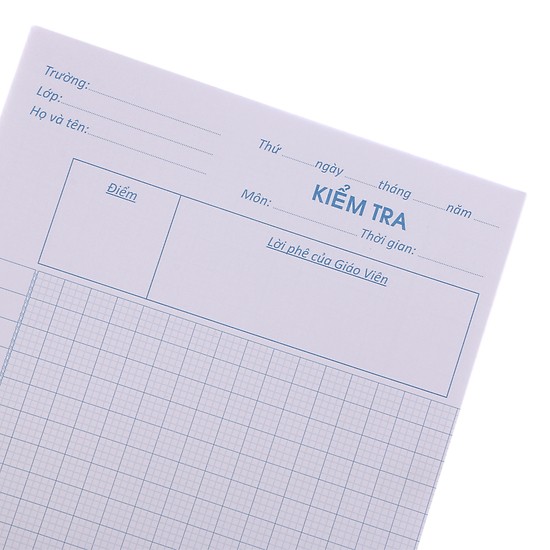 Trường:
Lớp:
Họ và tên:
Thứ ngày tháng năm
KIỂM TRA
Môn: Thời gian:
Điểm
Lời phê của Giáo Viên